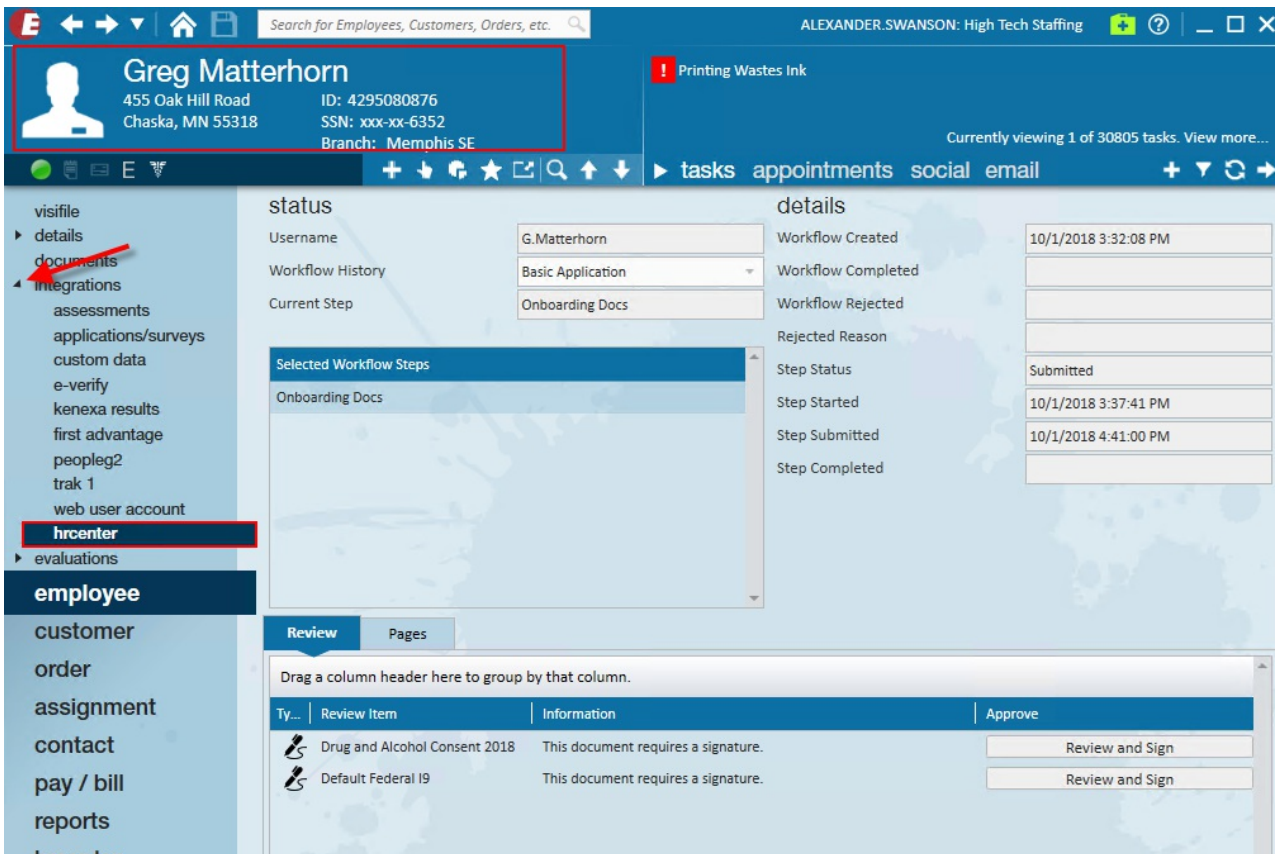 E
Search for Employees, Customers, Orders, etc.
ALEXANDER.SWANSON: High Tech Staffing
Greg Matterhorn
455 Oak Hill Road ID: 4295080876
Chaska, MN 55318 SSN: xxx-xx-6352
Branch: Memphis SE
! Printing Wastes Ink
Currently viewing 1 of 30805 tasks. View more...
E
tasks appointments social email
visifile
details
documents
integrations
assessments
applications/surveys
custom data
e-verify
kenexa results
first advantage
peopleg2
trak 1
web user account
hrcenter
evaluations
employee
customer
order
assignment
contact
pay / bill
reports
status
Username G.Matterhorn
Workflow History Basic Application
Current Step Onboarding Docs
Selected Workflow Steps
Onboarding Docs
details
Workflow Created 10/1/2018 3:32:08 PM
Workflow Completed
Workflow Rejected
Rejected Reason
Step Status Submitted
Step Started 10/1/2018 3:37:41 PM
Step Submitted 10/1/2018 4:41:00 PM
Step Completed
Review Pages
Drag a column header here to group by that column.
Ty... Review Item Information Approve
Drug and Alcohol Consent 2018 This document requires a signature. Review and Sign
Default Federal I9 This document requires a signature. Review and Sign